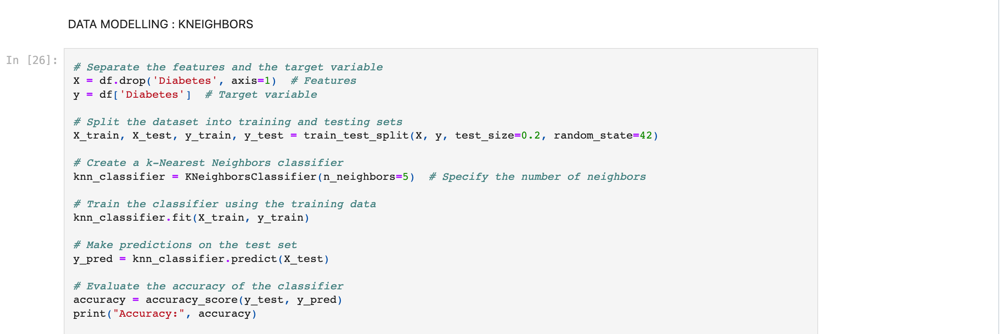 DATA MODELLING : KNEIGHBORS
In [26]:
# Separate the features and the target variable
X = df.drop('Diabetes', axis=1)  # Features
y = df['Diabetes']  # Target variable
# Split the dataset into training and testing sets
X_train, X_test, y_train, y_test = train_test_split(X, y, test_size=0.2, random_state=42)
# Create a k-Nearest Neighbors classifier
knn_classifier = KNeighborsClassifier(n_neighbors=5)  # Specify the number of neighbors
# Train the classifier using the training data
knn_classifier.fit(X_train, y_train)
# Make predictions on the test set
y_pred = knn_classifier.predict(X_test)
# Evaluate the accuracy of the classifier
accuracy = accuracy_score(y_test, y_pred)
print("Accuracy:", accuracy)